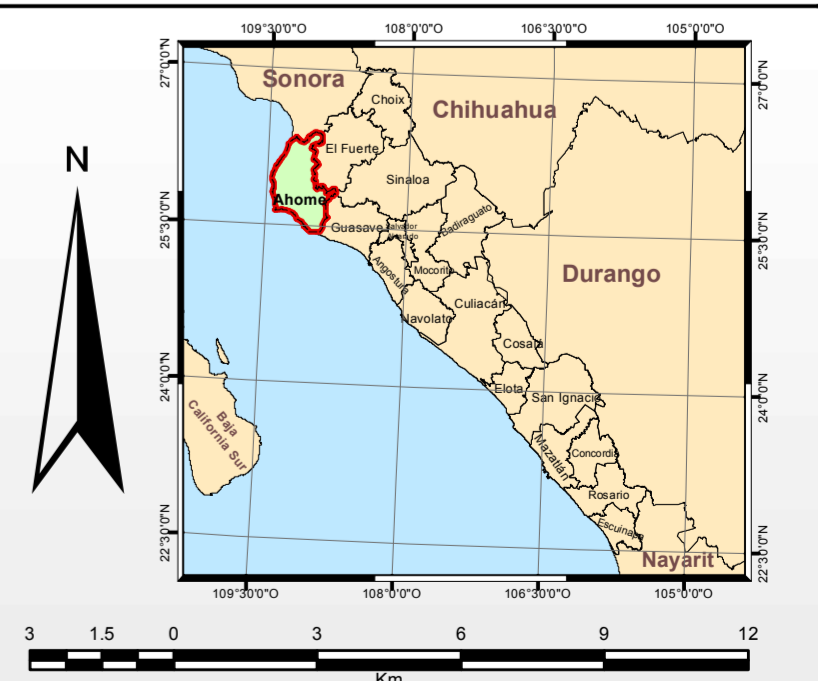 109°30'0"O 108°0'0"O 106°30'0"O 105°0'0"O
27°0'0"N
27°0'0"N
Sonora
Choix
Chihuahua
N
El Fuerte
Sinaloa
Ahome
Badiraguato
25°30'0"N
Guasave
Salvador
Alvarado
25°30'0"N
Angostura
Mocorito
Durango
Culiacán
Navolato
Cosalá
24°0'0"N
Elota
San Ignacio
24°0'0"N
Baja
California Sur
Mazatlán
Concordia
Rosario
Escuinapa
22°30'0"N
Nayarit
22°30'0"N
109°30'0"O 108°0'0"O 106°30'0"O 105°0'0"O
3 1.5 0 3 6 9 12
Km